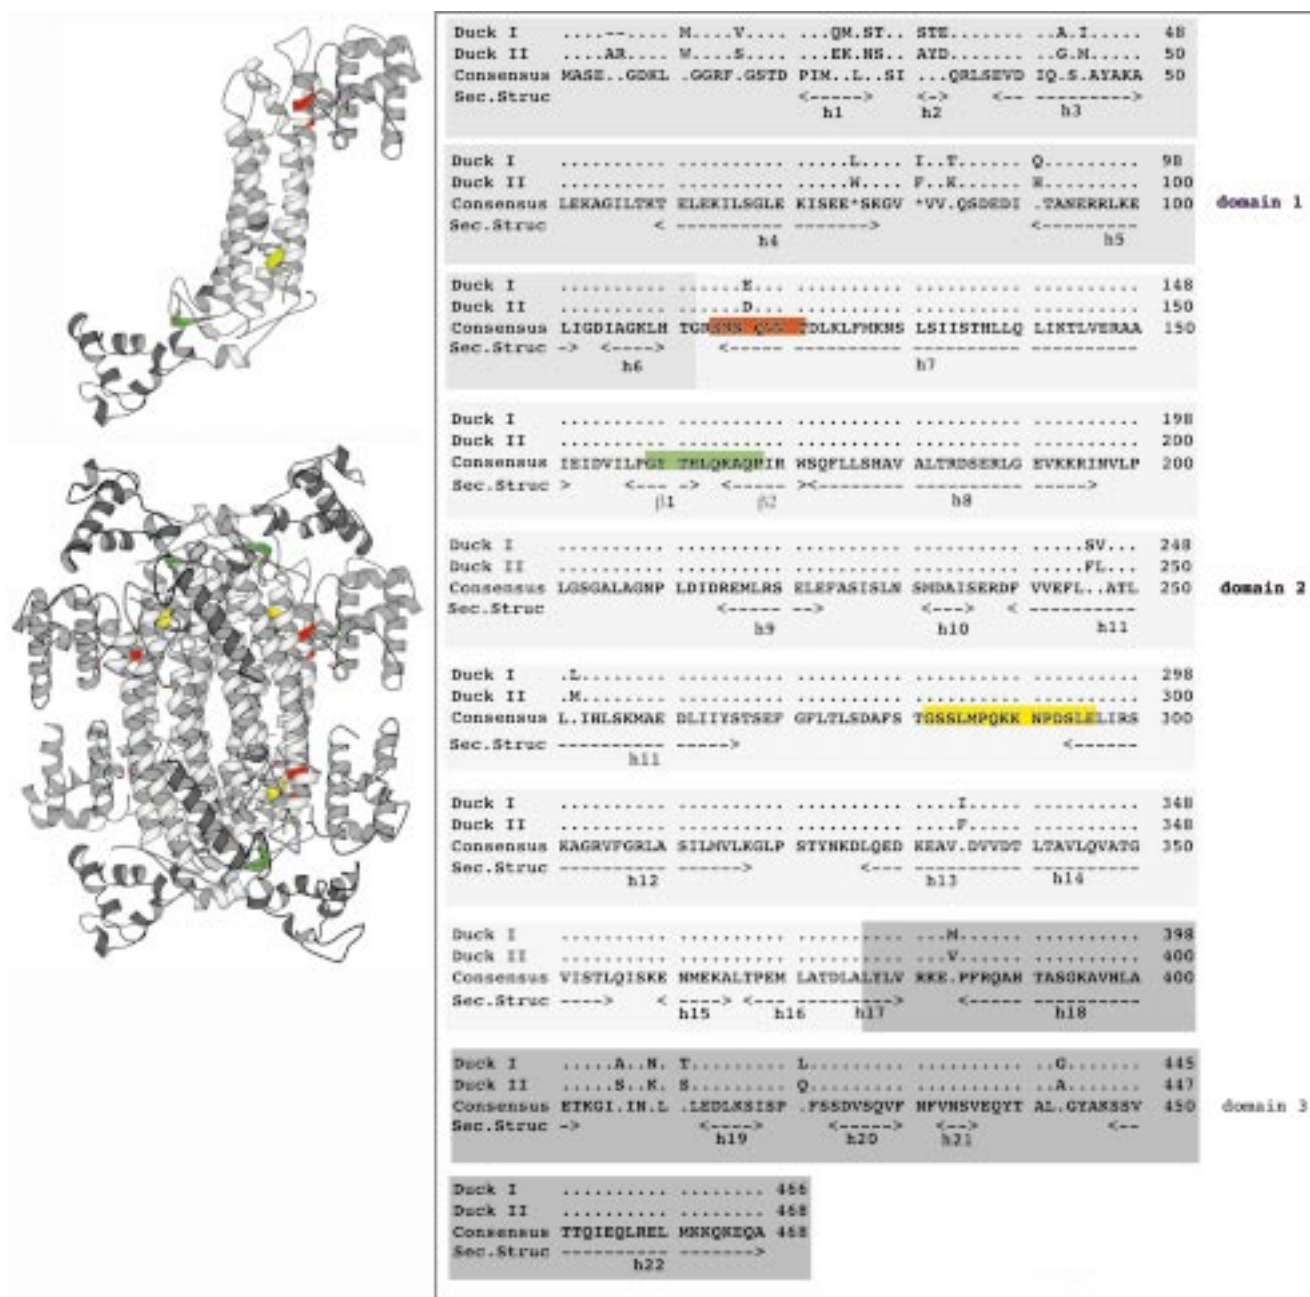 Duck I ....--.... M....V.... ...QM.ST.. STE....... ..A.I..... 48
Duck II ....AR.... W....S.... ...EK.NS.. AYD....... ..G.M..... 50
Consensus MASE..GDKL .GGRF.GSTD PIM..L..SI ...QRLSEVD IQ.S.AYAKA 50
Sec.Struc <-----> <-> <-- ---------->
h1 h2 h3
Duck I .......... .......... .....L.... I..T...... Q......... 98
Duck II .......... .......... .....W.... F..K...... H......... 100
Consensus LEKAGILTKT ELEKILSGLE KISEE*SKGV *VV.QSDEDI .TANERRLKE 100
Sec.Struc < ---------- --------> <---------
h4 h5
domain 1
Duck I .......... ......E... .......... .......... .......... 148
Duck II .......... ......D... .......... .......... .......... 150
Consensus LIGDIAGKLH TGR TDLKLFMKNS LSIISTHLLQ LIKTLVERAA 150
Sec.Struc -> <-----> <----- ---------- ---------- ----------
h6 h7
Duck I .......... .......... .......... .......... .......... 198
Duck II .......... .......... .......... .......... .......... 200
Consensus IEIDVILPGY THLQKAQPIR WSQFLLSHAV ALTRDSERLG EVKKRINVLP 200
Sec.Struc > <--- -> <----- ><-------- ---------- ----->
β1 β2 h8
Duck I .......... .......... .......... .......... .....SV... 248
Duck II .......... .......... .......... .......... .....FL... 250
Consensus LGSGALAGNP LDIDREMLRS ELEFASISLN SMDAISERDF VVEFL..ATL 250
Sec.Struc <------ --> <---> < ----------
h9 h10 h11
domain 2
Duck I .L........ .......... .......... .......... .......... 298
Duck II .M........ .......... .......... .......... .......... 300
Consensus L.IHLSKMAE DLIIYSTSEF GFLTLSDAFS TGSSLMPQKK NPDSLELIRS 300
Sec.Struc ---------- -----> <------
h11
Duck I .......... .......... .......... ....I..... .......... 348
Duck II .......... .......... .......... ....F..... .......... 348
Consensus KAGRVFGRLA SILMVLKGLP STYNKDLQED KEAV.DVVDT LTAVLQVATG 350
Sec.Struc ---------- ------> <--- ---------- ----------
h12 h13 h14
Duck I .......... .......... .......... ...M...... .......... 398
Duck II .......... .......... .......... ...V...... .......... 400
Consensus VISTLQISKE NMEKALTPEM LATDLALYLV RKE.PFRQAH TASGKAVHLA 400
Sec.Struc ----> < ----> <--- ----------> <----- ----------
h15 h16 h17 h18
Duck I .....A..N. T......... L......... .......... ..G....... 445
Duck II .....S..K. S......... Q......... .......... ..A....... 447
Consensus ETKGI.IN.L .LEDLKSISP .FSSDVSQVF NFVNSVEQYT AL.GYAKSSV 450
Sec.Struc -> <----> <-----> <--> <--
h19 h20 h21
domain 3
Duck I .......... ........ 466
Duck II .......... ........ 468
Consensus TTQIEQLREL MKKQKEQA 468
Sec.Struc ---------- ------->
h22